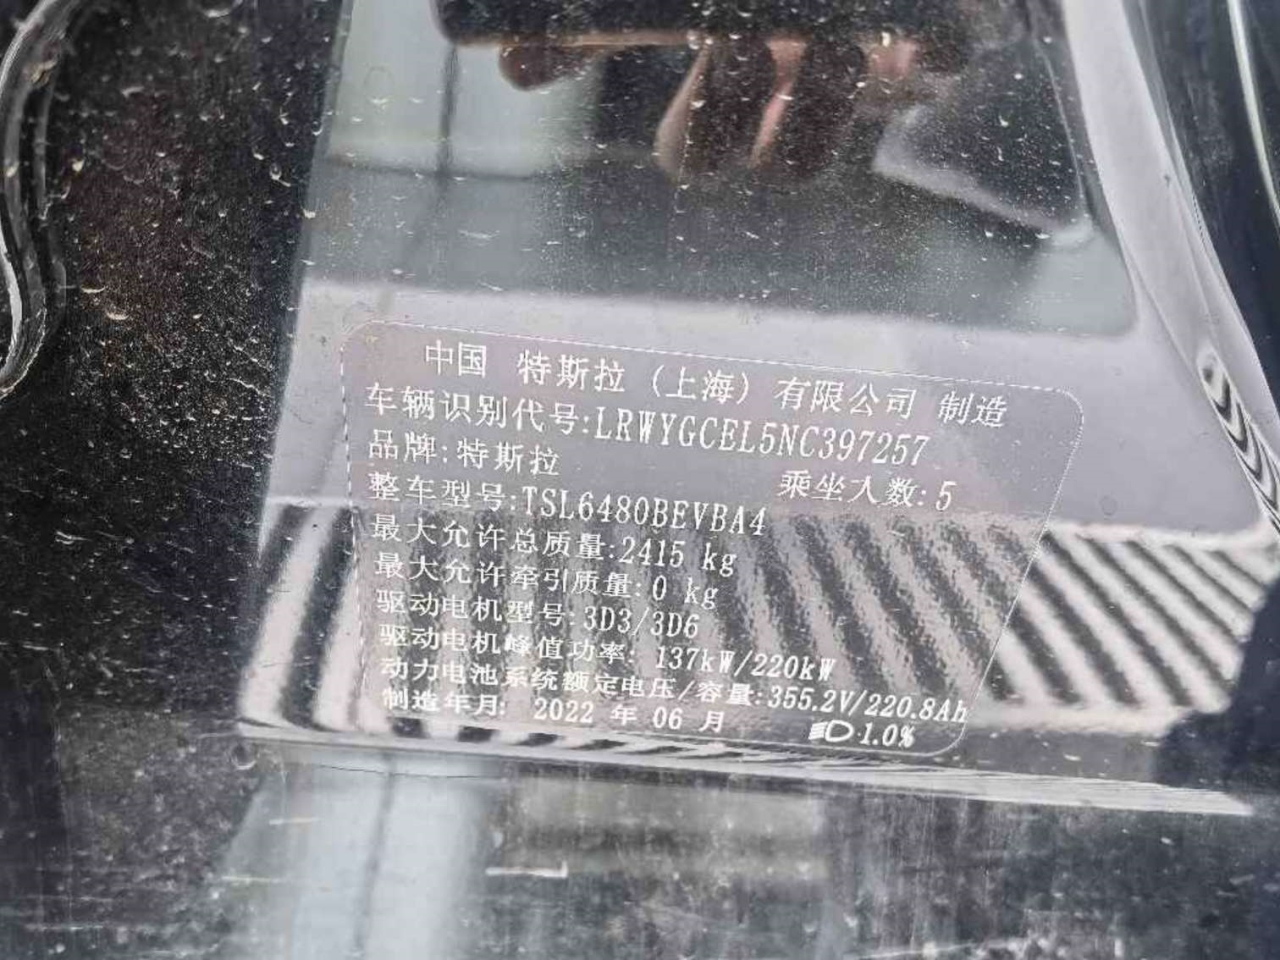 中国 特斯拉（上海）有限公司 制造
车辆识别代号:LRWYGCEL5NC397257
品牌:特斯拉 乘坐人数:5
整车型号:TSL6480BEVBA4
最大允许总质量:2415 kg
最大允许牵引质量:0 kg
驱动电机型号:3D3/3D6
驱动电机峰值功率: 137kW/220kW
动力电池系统额定电压/容量:355.2V/220.8Ah
制造年月: 2022 年 06 月 1.0%